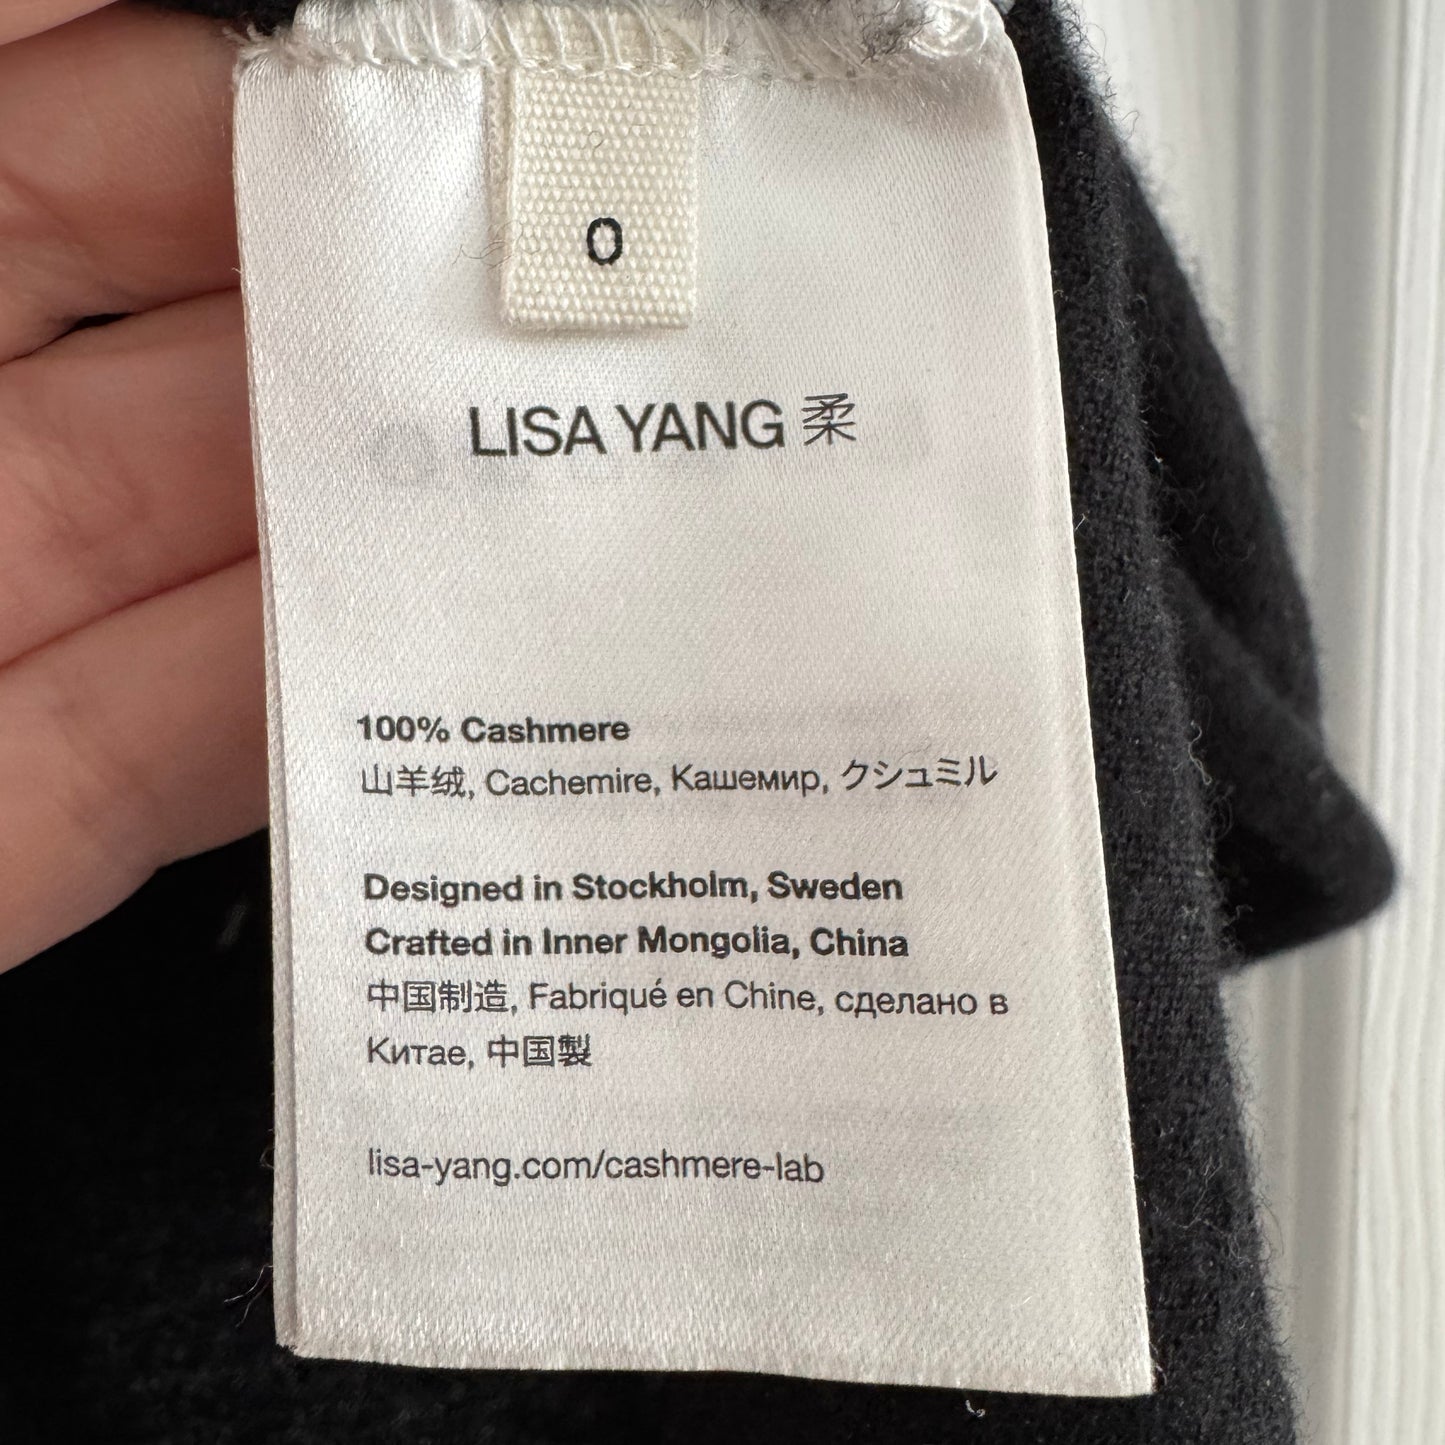 0
LISA YANG 柔
100% Cashmere
山羊绒, Cachemire, Кашемир, クシュミル
Designed in Stockholm, Sweden
Crafted in Inner Mongolia, China
中国制造, Fabriqué en Chine, сделано в
Китае, 中国製
lisa-yang.com/cashmere-lab